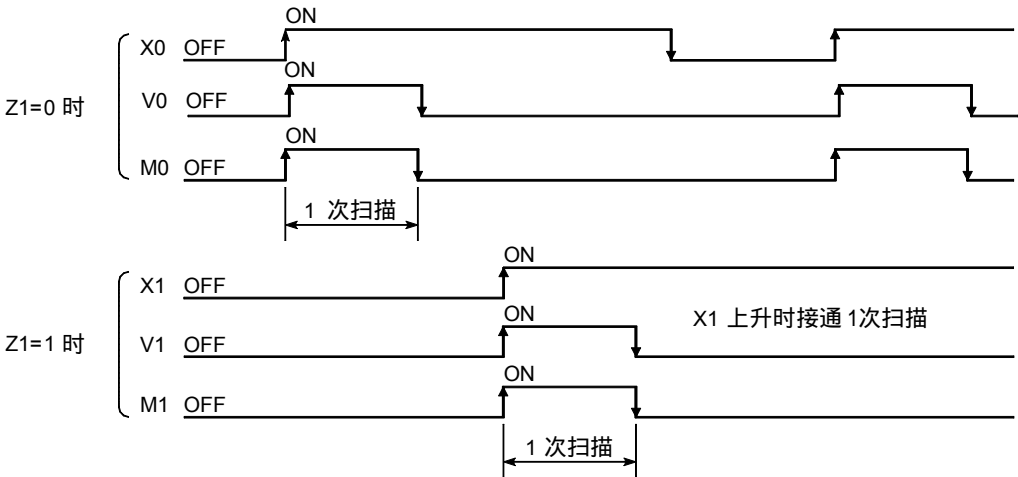 ON
X0 OFF
ON
Z1=0 时
V0 OFF
ON
M0 OFF
1 次扫描
ON
X1 OFF
ON
X1 上升时接通1次扫描
Z1=1 时
V1 OFF
ON
M1 OFF
1 次扫描